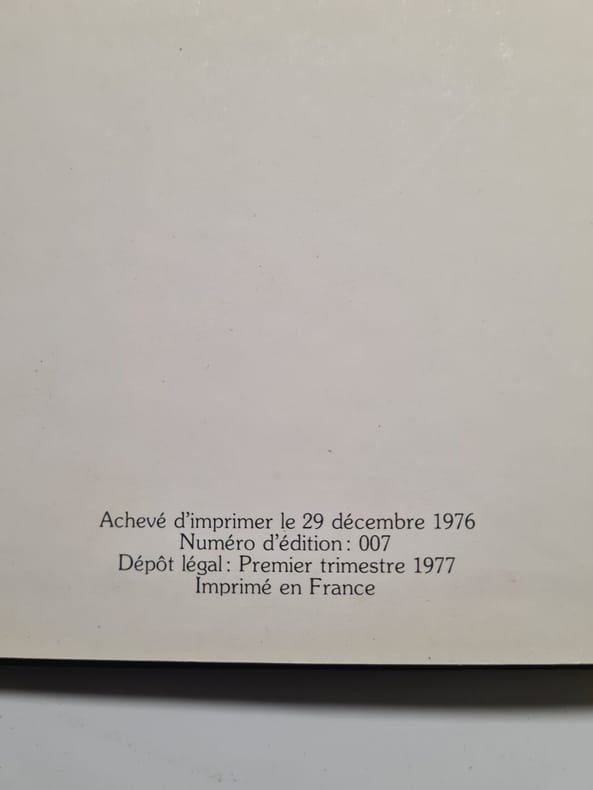 Achevé d'imprimer le 29 décembre 1976
Numéro d'édition : 007
Dépôt légal : Premier trimestre 1977
Imprimé en France